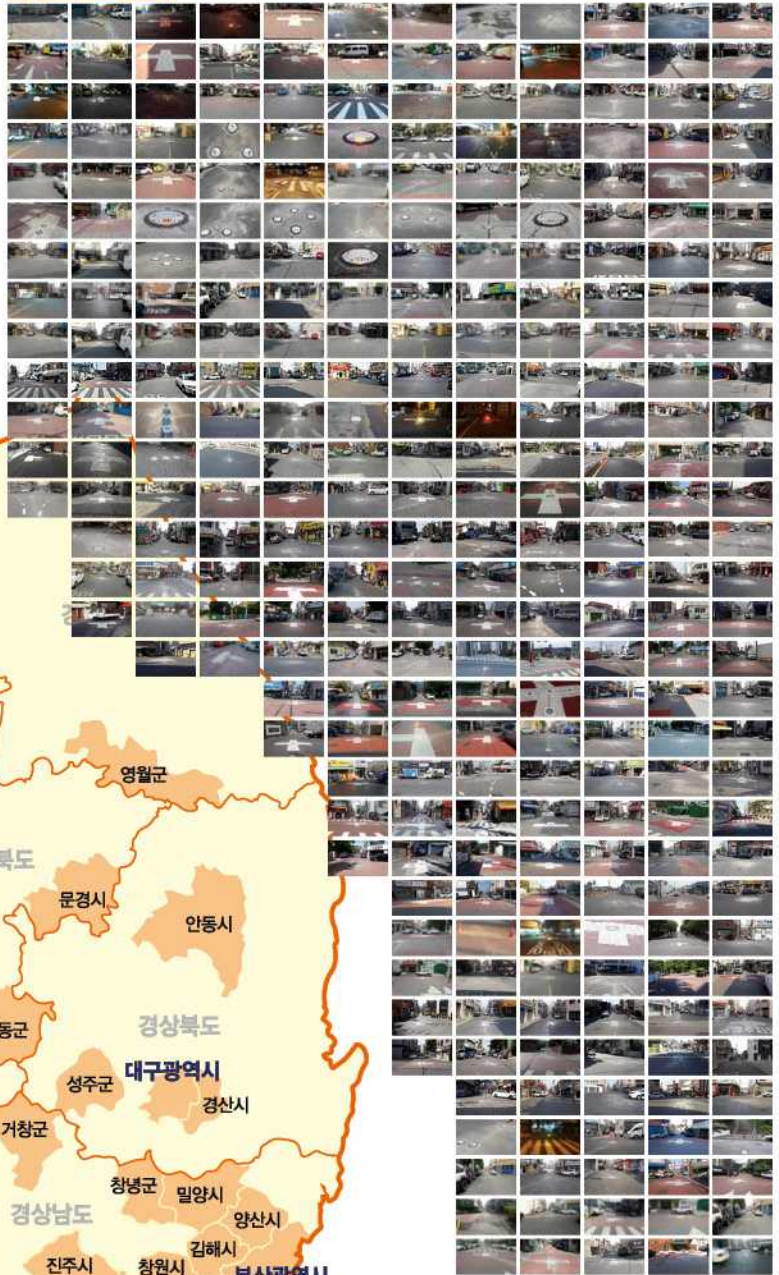 영월군
북도
문경시
안동시
경상북도
동군
성주군
대구광역시
경산시
거창군
창녕군
밀양시
경상남도
양산시
김해시
진주시
창원시